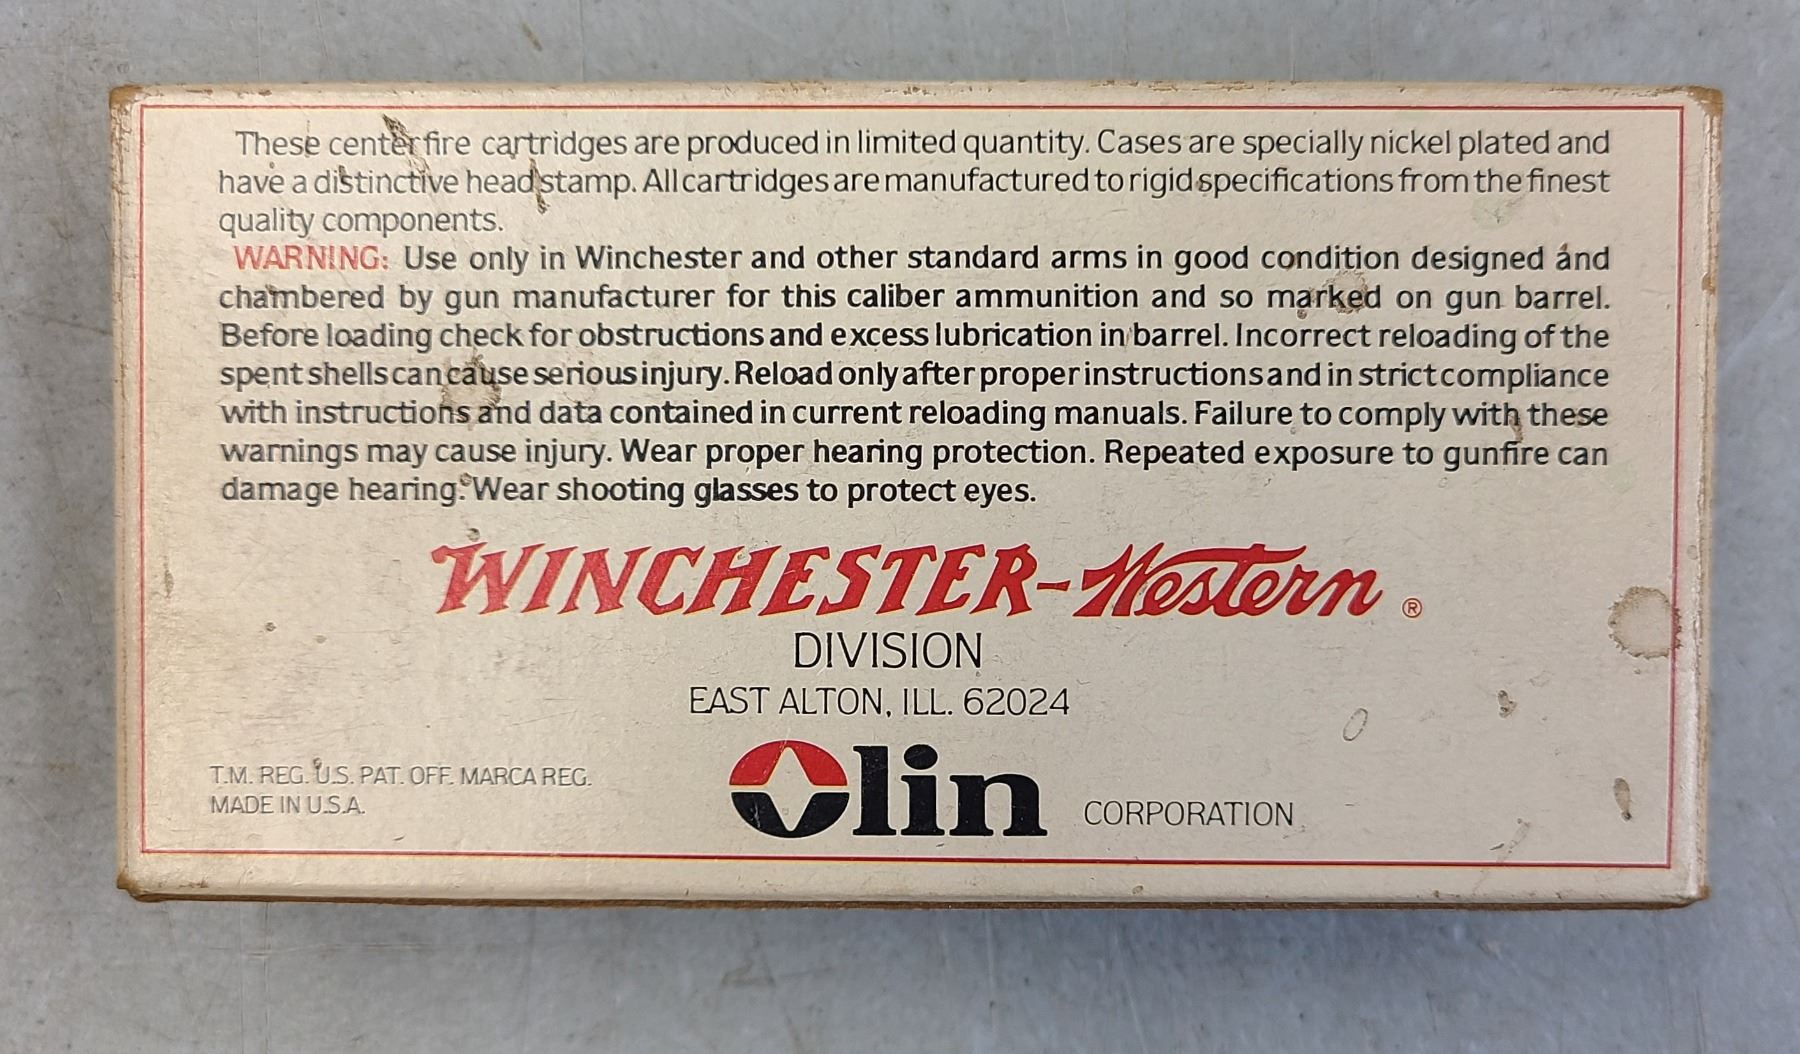 These center fire cartridges are produced in limited quantity. Cases are specially nickel plated and
have a distinctive head stamp. All cartridges are manufactured to rigid specifications from the finest
quality components.
WARNING: Use only in Winchester and other standard arms in good condition designed and
chambered by gun manufacturer for this caliber ammunition and so marked on gun barrel.
Before loading check for obstructions and excess lubrication in barrel. Incorrect reloading of the
spent shells can cause serious injury. Reload only after proper instructions and in strict compliance
with instructions and data contained in current reloading manuals. Failure to comply with these
warnings may cause injury. Wear proper hearing protection. Repeated exposure to gunfire can
damage hearing. Wear shooting glasses to protect eyes.
WINCHESTER-Western ®
DIVISION
EAST ALTON, ILL. 62024
T.M. REG. U.S. PAT. OFF. MARCA REG.
MADE IN U.S.A.
Olin CORPORATION